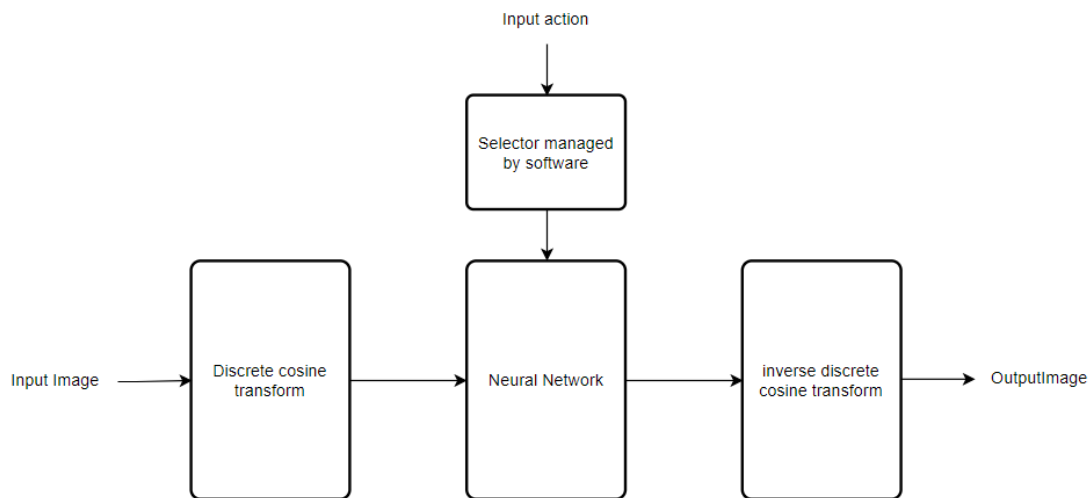 Input action
Selector managed
by software
Input Image
Discrete cosine
transform
Neural Network
inverse discrete
cosine transform
OutputImage